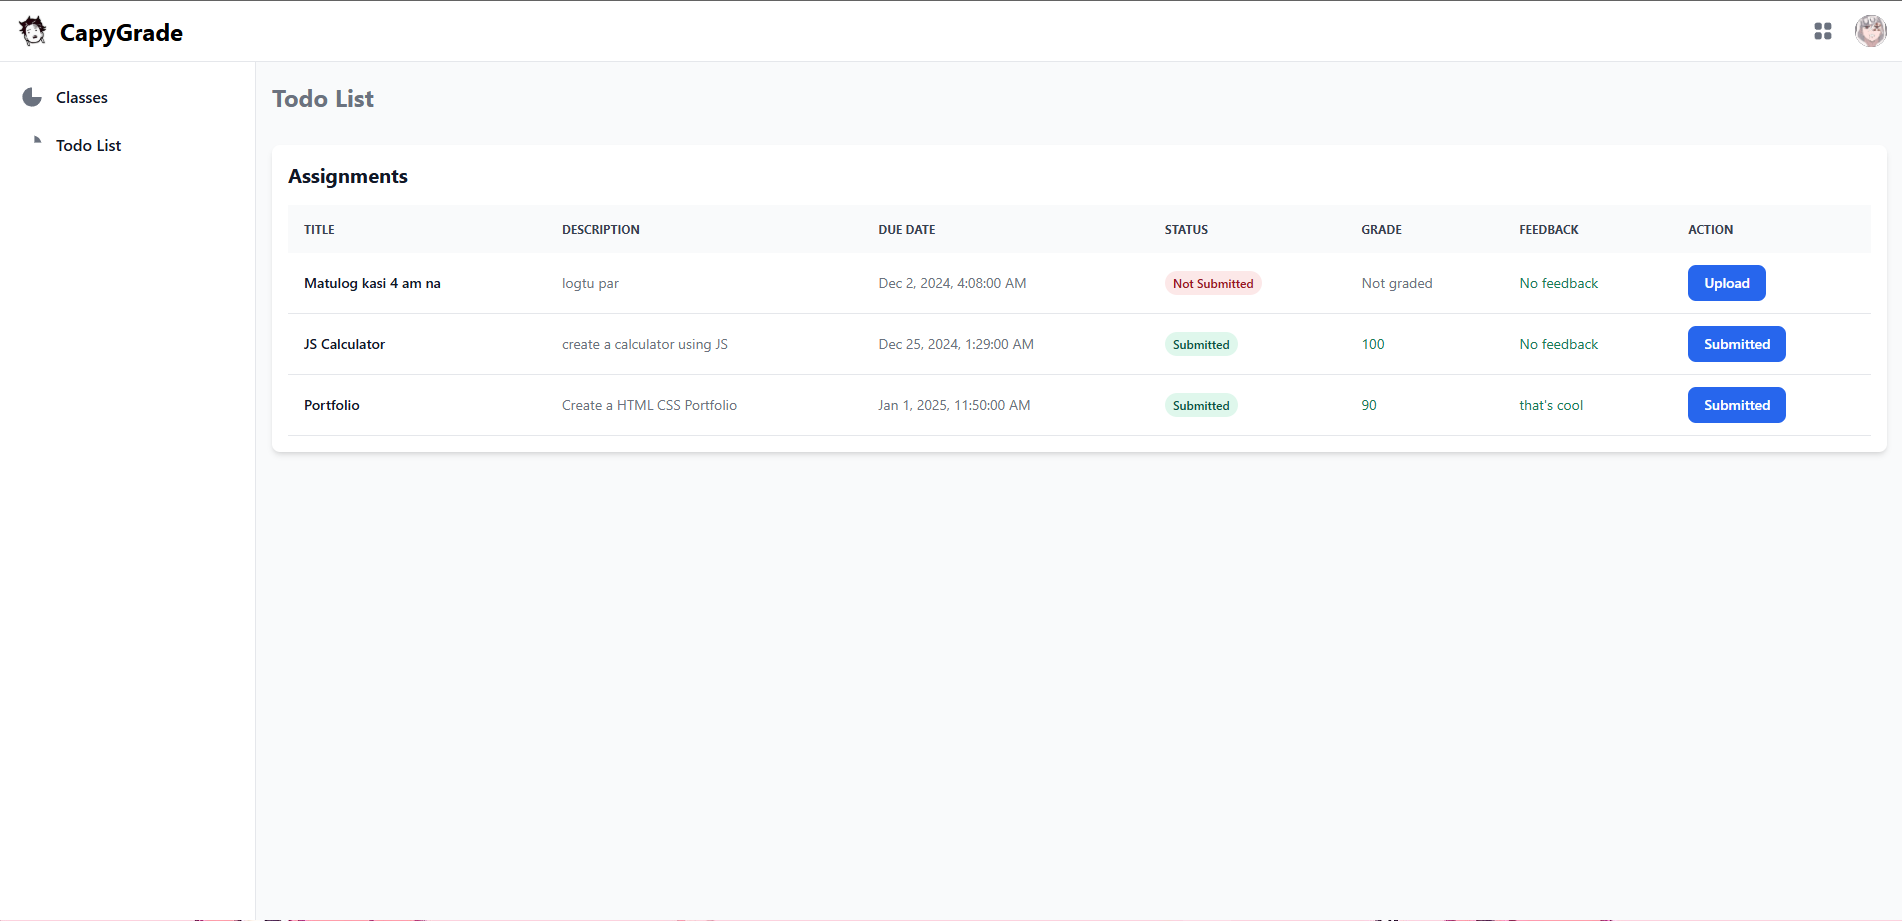 CapyGrade
Classes
Todo List
Todo List
Assignments
TITLE DESCRIPTION DUE DATE STATUS GRADE FEEDBACK ACTION
Matulog kasi 4 am na logtu par Dec 2, 2024, 4:08:00 AM Not Submitted Not graded No feedback Upload
JS Calculator create a calculator using JS Dec 25, 2024, 1:29:00 AM Submitted 100 No feedback Submitted
Portfolio Create a HTML CSS Portfolio Jan 1, 2025, 11:50:00 AM Submitted 90 that's cool Submitted